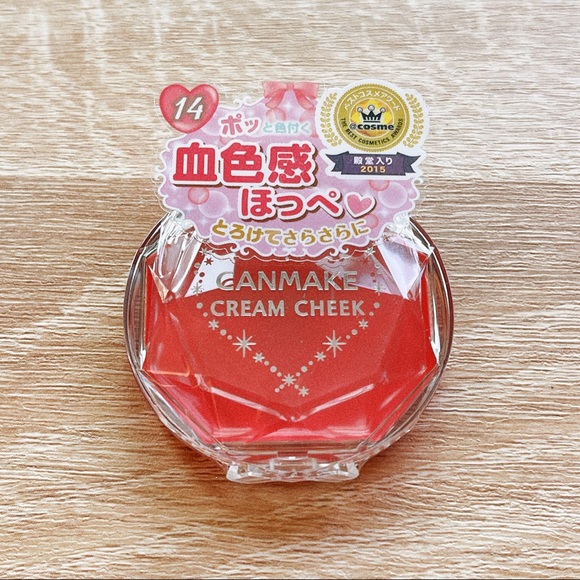 14
ポッと色付く
血色感
ほっぺ
とろけてさらさらに
ベストコスメアワード
@cosme
THE BEST COSMETICS AWARDS
殿堂入り
2015
CANMAKE
CREAM CHEEK